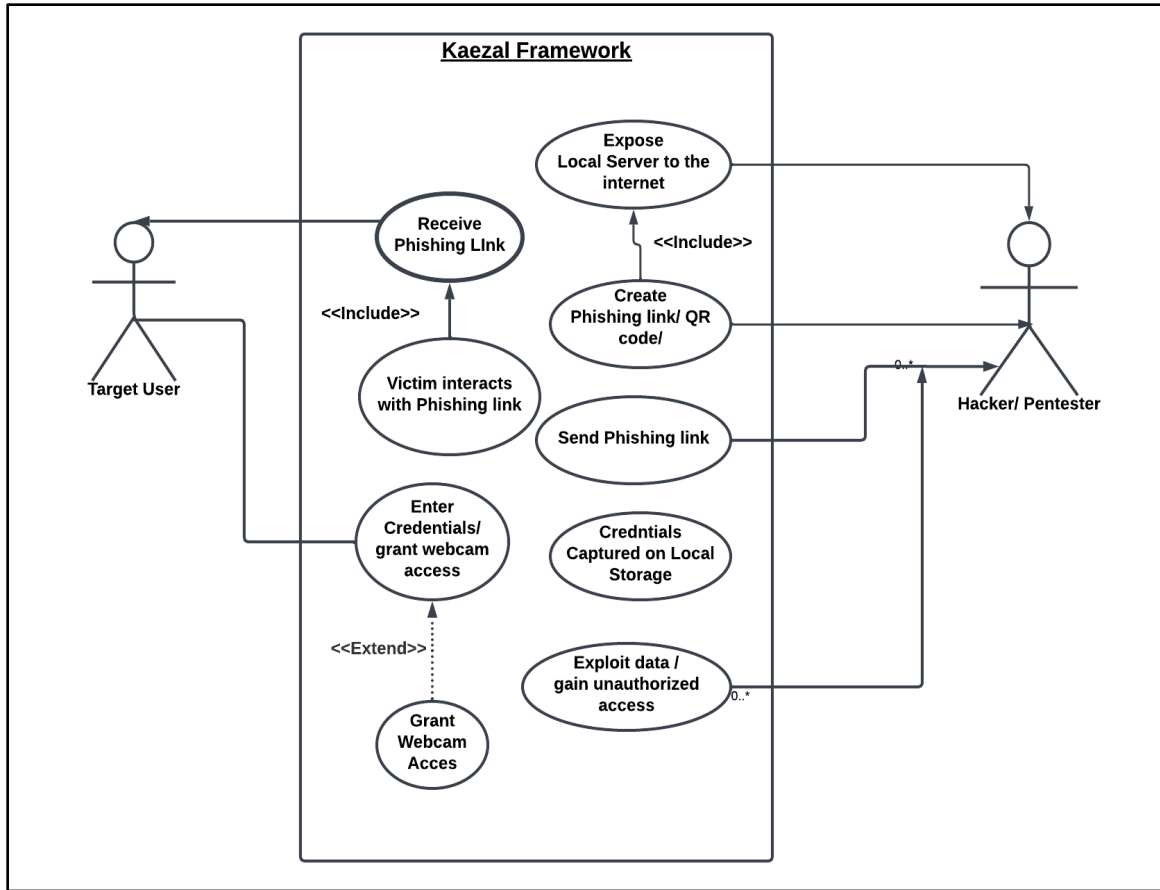 Kaezal Framework
Expose
Local Server to the
internet
<<Include>>
Receive
Phishing LInk
<<Include>>
Create
Phishing link/ QR
code/
Victim interacts
with Phishing link
Target User
0..*
Hacker/ Pentester
Send Phishing link
Enter
Credentials/
grant webcam
access
Credntials
Captured on Local
Storage
<<Extend>>
Exploit data /
gain unauthorized
access
0..*
Grant
Webcam
Acces